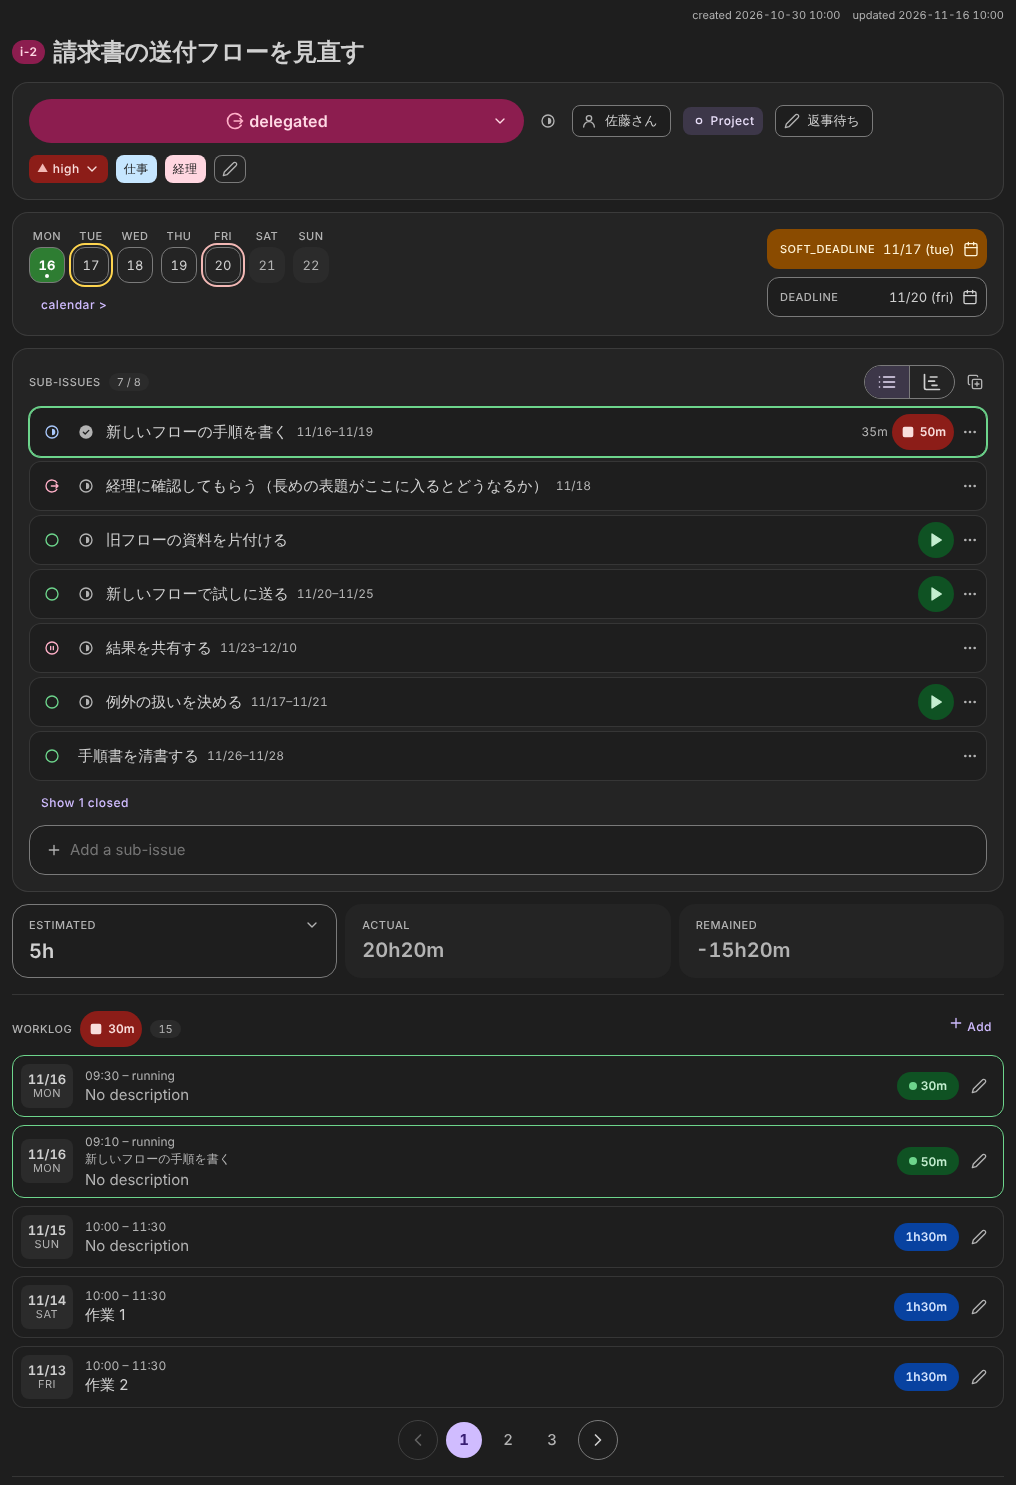 created 2026-10-30 10:00 updated 2026-11-16 10:00
i-2 請求書の送付フローを見直す
delegated 佐藤さん Project 返事待ち
high 仕事 経理
MON TUE WED THU FRI SAT SUN
16 17 18 19 20 21 22
calendar >
SOFT_DEADLINE 11/17 (tue)
DEADLINE 11/20 (fri)
SUB-ISSUES 7 / 8
新しいフローの手順を書く 11/16–11/19 35m 50m
経理に確認してもらう（長めの表題がここに入るとどうなるか） 11/18
旧フローの資料を片付ける
新しいフローで試しに送る 11/20–11/25
結果を共有する 11/23–12/10
例外の扱いを決める 11/17–11/21
手順書を清書する 11/26–11/28
Show 1 closed
Add a sub-issue
ESTIMATED
5h
ACTUAL
20h20m
REMAINED
-15h20m
WORKLOG 30m 15 + Add
11/16 MON
09:30 – running
No description
30m
11/16 MON
09:10 – running
新しいフローの手順を書く
No description
50m
11/15 SUN
10:00 – 11:30
No description
1h30m
11/14 SAT
10:00 – 11:30
作業 1
1h30m
11/13 FRI
10:00 – 11:30
作業 2
1h30m
1 2 3